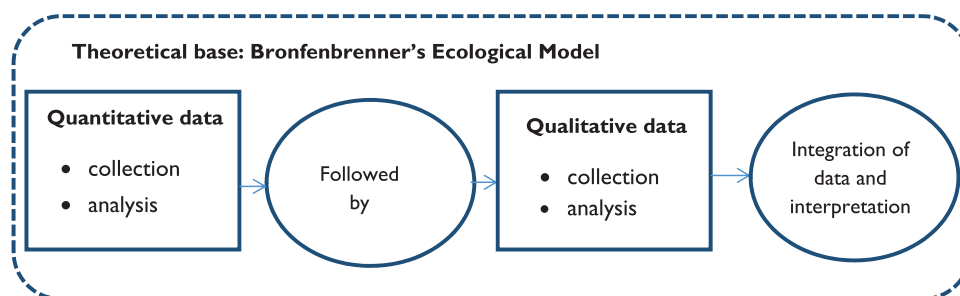 Theoretical base: Bronfenbrenner's Ecological Model
Quantitative data
• collection
• analysis
Followed
by
Qualitative data
• collection
• analysis
Integration of
data and
interpretation